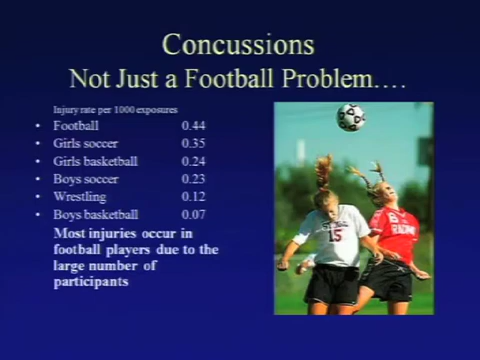 Concussions
Not Just a Football Problem….
Injury rate per 1000 exposures
• Football 0.44
• Girls soccer 0.35
• Girls basketball 0.24
• Boys soccer 0.23
• Wrestling 0.12
• Boys basketball 0.07
Most injuries occur in
football players due to the
large number of
participants
15
8